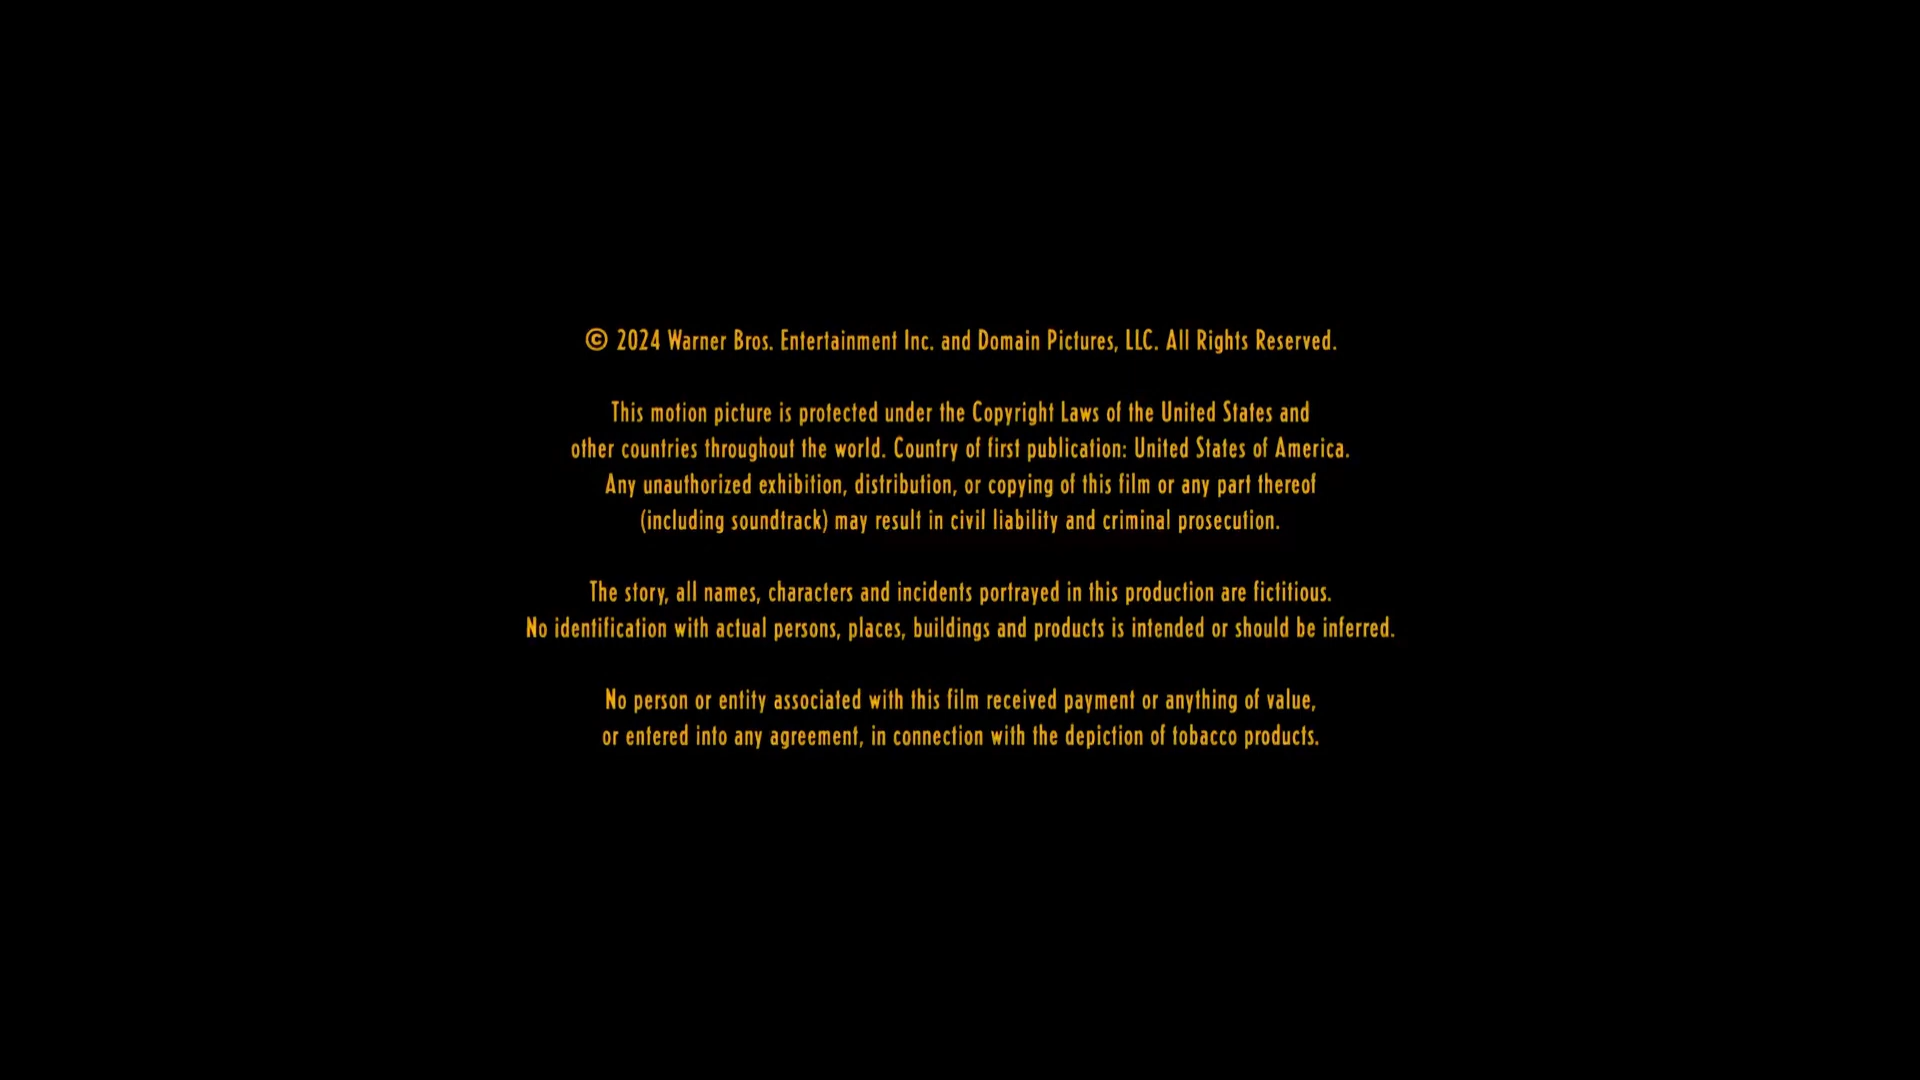 © 2024 Warner Bros. Entertainment Inc. and Domain Pictures, LLC. All Rights Reserved.
This motion picture is protected under the Copyright Laws of the United States and
other countries throughout the world. Country of first publication: United States of America.
Any unauthorized exhibition, distribution, or copying of this film or any part thereof
(including soundtrack) may result in civil liability and criminal prosecution.
The story, all names, characters and incidents portrayed in this production are fictitious.
No identification with actual persons, places, buildings and products is intended or should be inferred.
No person or entity associated with this film received payment or anything of value,
or entered into any agreement, in connection with the depiction of tobacco products.